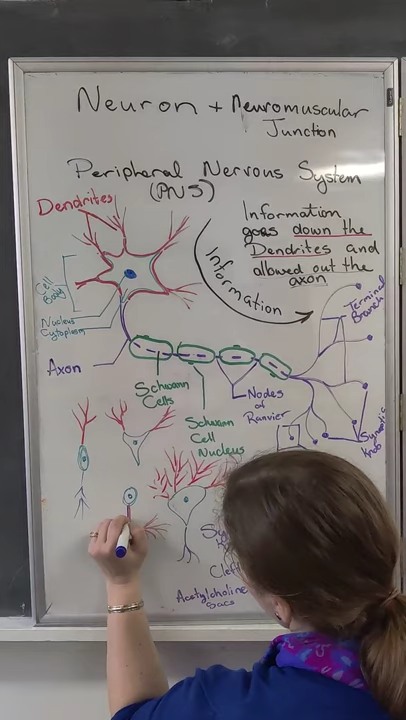 Neuron + Neuromuscular
Junction
Peripheral Nervous System
(PNS)
Dendrites
Information
goes down the
Dendrites and
allowed out the
axon
Information
Cell
Body
Nucleus
Cytoplasm
Axon
Terminal
Branch
Schwann
Cells
Schwann
Cell
Nucleus
Nodes
of
Ranvier
Synaptic
Knob
Cleft
Acetylcholine
Sacs